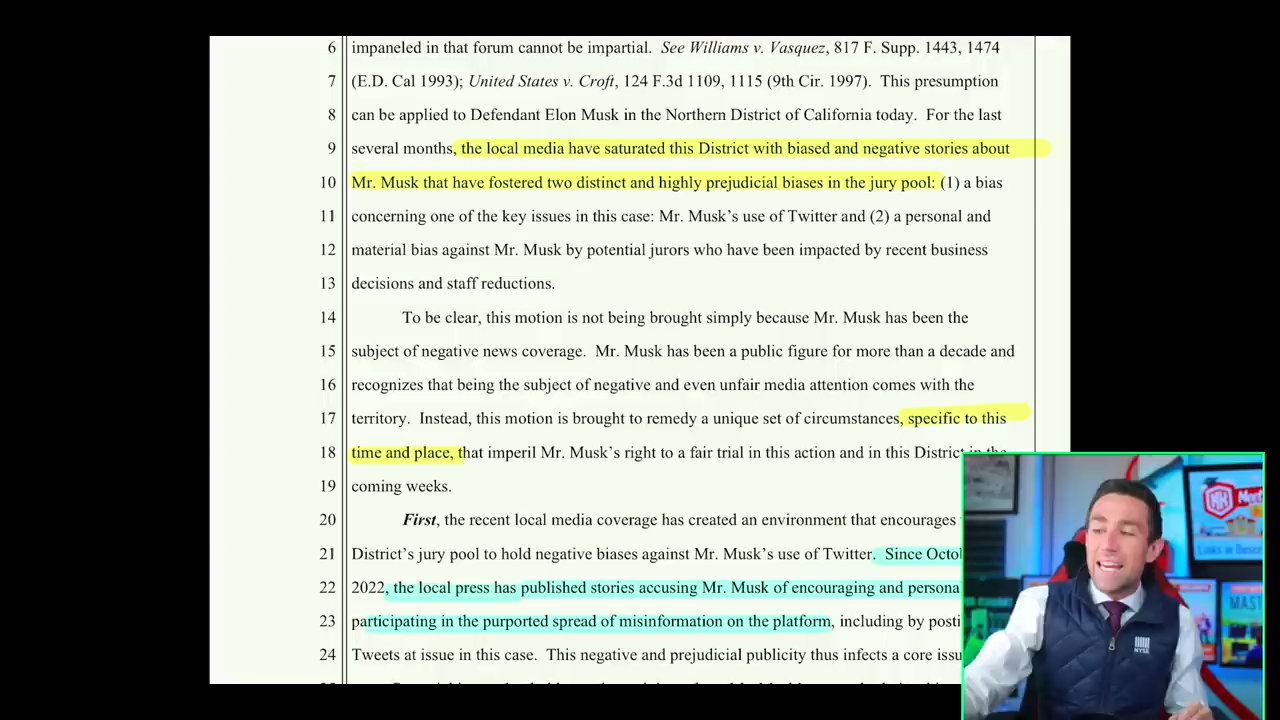 6 impaneled in that forum cannot be impartial. See Williams v. Vasquez, 817 F. Supp. 1443, 1474
7 (E.D. Cal 1993); United States v. Croft, 124 F.3d 1109, 1115 (9th Cir. 1997). This presumption
8 can be applied to Defendant Elon Musk in the Northern District of California today. For the last
9 several months, the local media have saturated this District with biased and negative stories about
10 Mr. Musk that have fostered two distinct and highly prejudicial biases in the jury pool: (1) a bias
11 concerning one of the key issues in this case: Mr. Musk’s use of Twitter and (2) a personal and
12 material bias against Mr. Musk by potential jurors who have been impacted by recent business
13 decisions and staff reductions.
14 To be clear, this motion is not being brought simply because Mr. Musk has been the
15 subject of negative news coverage. Mr. Musk has been a public figure for more than a decade and
16 recognizes that being the subject of negative and even unfair media attention comes with the
17 territory. Instead, this motion is brought to remedy a unique set of circumstances, specific to this
18 time and place, that imperil Mr. Musk’s right to a fair trial in this action and in this District in the
19 coming weeks.
20 First, the recent local media coverage has created an environment that encourages
21 District’s jury pool to hold negative biases against Mr. Musk’s use of Twitter. Since Octo
22 2022, the local press has published stories accusing Mr. Musk of encouraging and persona
23 participating in the purported spread of misinformation on the platform, including by posti
24 Tweets at issue in this case. This negative and prejudicial publicity thus infects a core issu
MK Meet
Links in Descr
MAST
NYSE